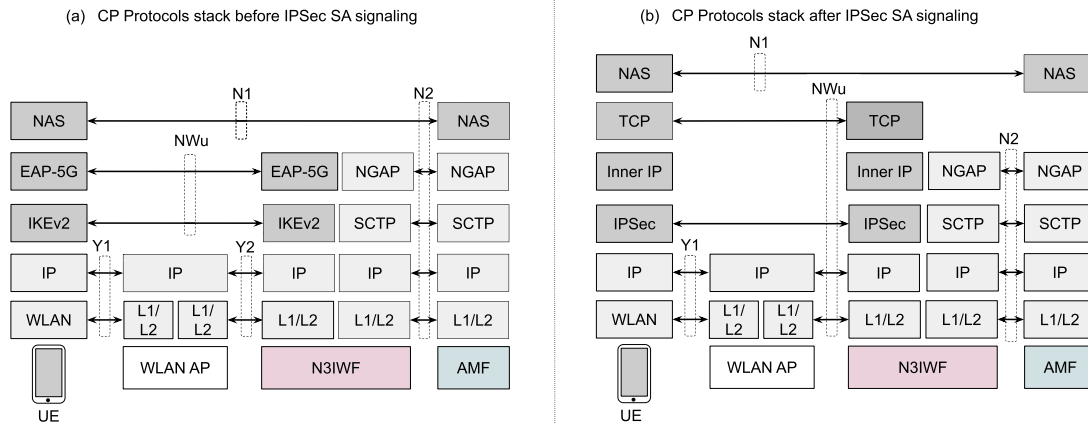 (a) CP Protocols stack before IPSec SA signaling
N1
N2
NAS
NAS
NWu
EAP-5G
EAP-5G
NGAP
NGAP
IKEv2
IKEv2
SCTP
SCTP
Y1
Y2
IP
IP
IP
IP
IP
WLAN
L1/
L2
L1/
L2
L1/L2
L1/L2
L1/L2
WLAN AP
N3IWF
AMF
UE
(b) CP Protocols stack after IPSec SA signaling
N1
NAS
NAS
NWu
TCP
TCP
N2
Inner IP
Inner IP
NGAP
NGAP
IPSec
IPSec
SCTP
SCTP
Y1
IP
IP
IP
IP
IP
WLAN
L1/
L2
L1/
L2
L1/L2
L1/L2
L1/L2
WLAN AP
N3IWF
AMF
UE